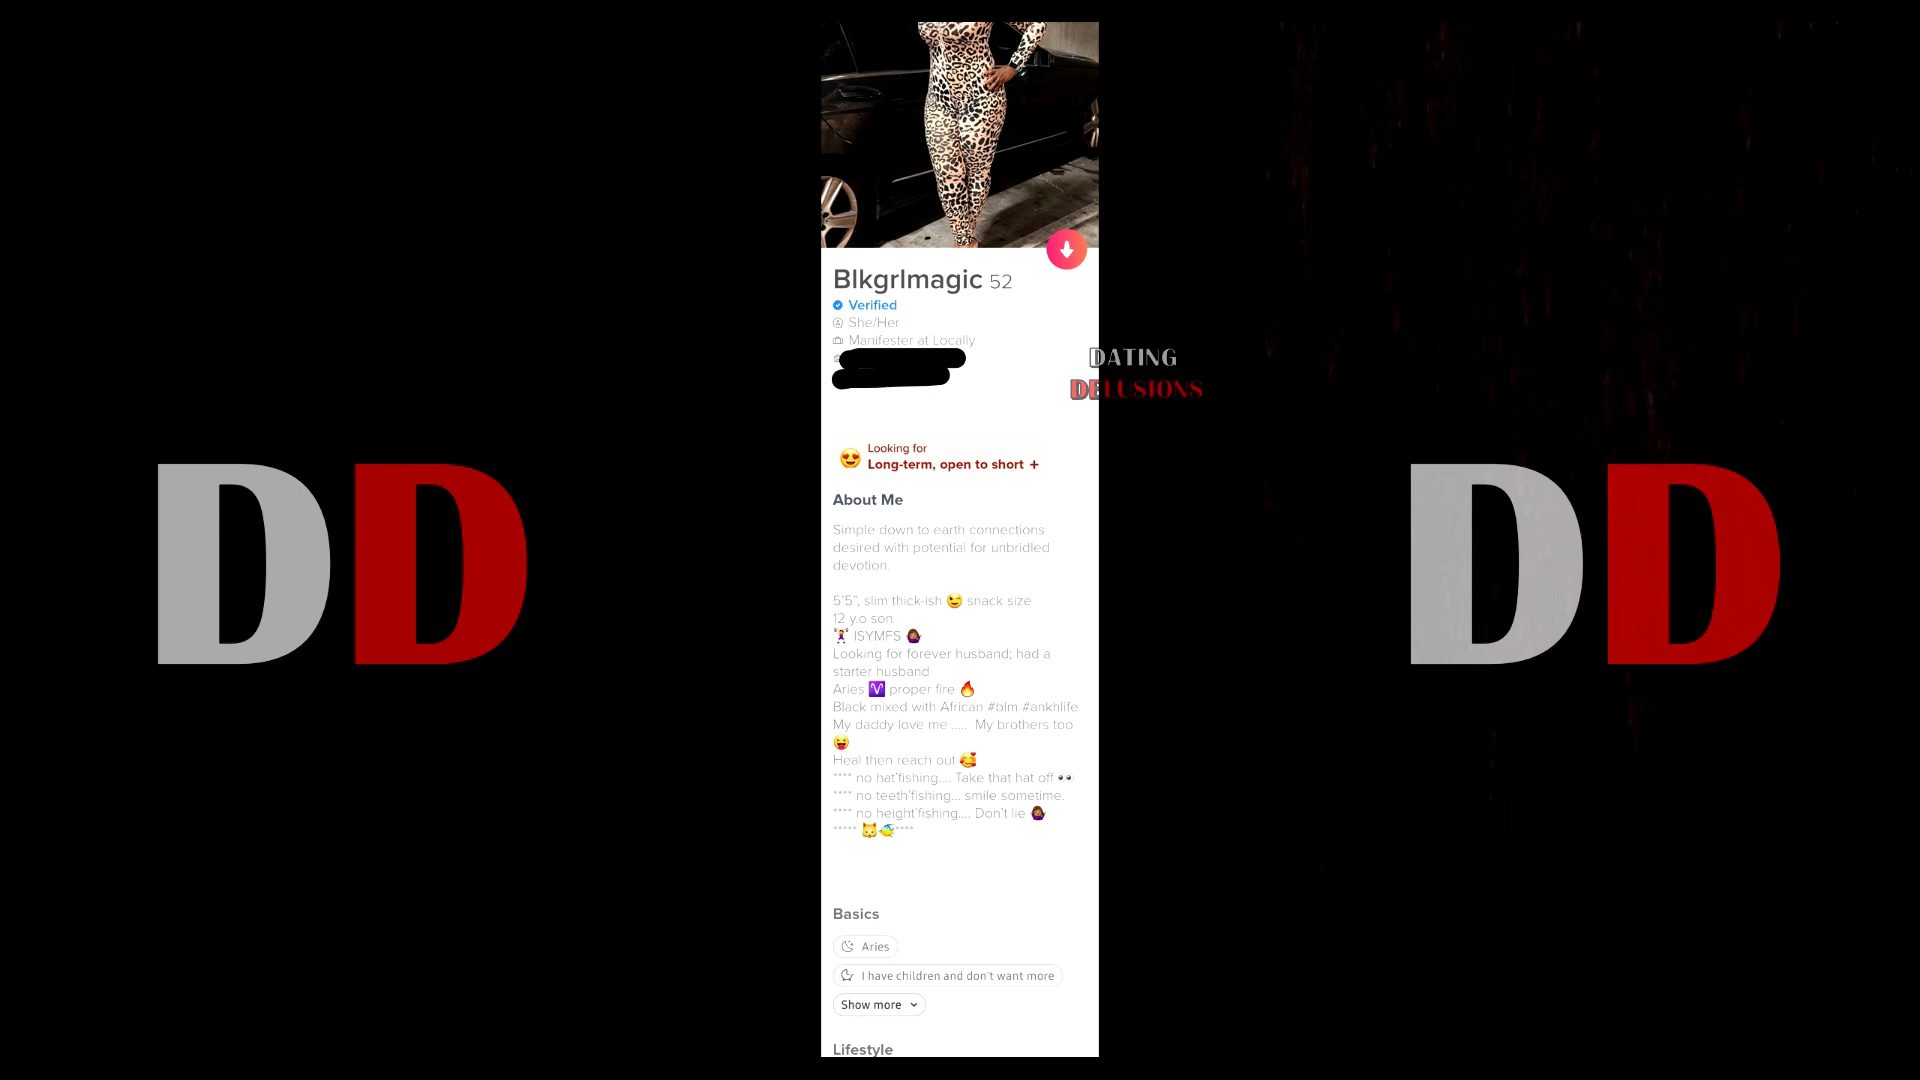 Blkgrlmagic 52
Verified
She/Her
Manifester at Locally
DATING
DELUSIONS
Looking for
Long-term, open to short +
DD
DD
About Me
Simple down to earth connections
desired with potential for unbridled
devotion.
5'5", slim thick-ish 😉 snack size
12 y.o son
🏋🏾‍♀️ ISYMFS 🤷🏾‍♀️
Looking for forever husband; had a
starter husband
Aries ♈ proper fire 🔥
Black mixed with African #blm #ankhlife
My daddy love me ..... My brothers too
😝
Heal then reach out 🥰
**** no hat'fishing.... Take that hat off 👀
**** no teeth'fishing... smile sometime.
**** no height'fishing.... Don't lie 🤷🏾‍♀️
***** 🐱🐠****
Basics
Aries
I have children and don't want more
Show more
Lifestyle